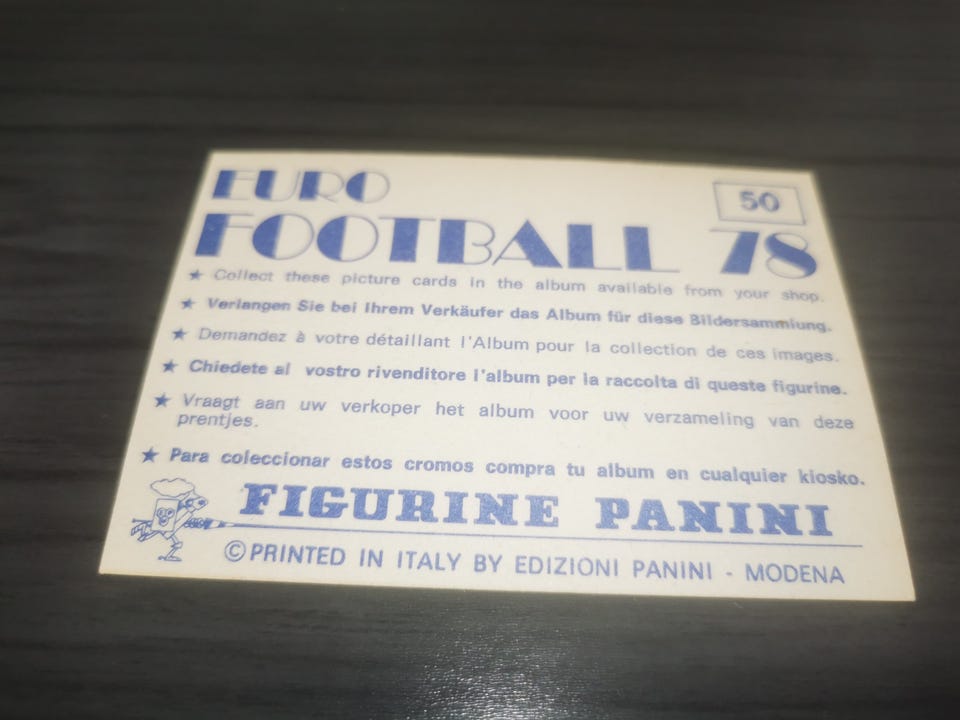 EURO
50
FOOTBALL 78
★ Collect these picture cards in the album available from your shop.
★ Verlangen Sie bei Ihrem Verkäufer das Album für diese Bildersammlung.
★ Demandez à votre détaillant l'Album pour la collection de ces images.
★ Chiedete al vostro rivenditore l'album per la raccolta di queste figurine.
★ Vraagt aan uw verkoper het album voor uw verzameling van deze
prentjes.
★ Para coleccionar estos cromos compra tu album en cualquier kiosko.
FIGURINE PANINI
© PRINTED IN ITALY BY EDIZIONI PANINI - MODENA